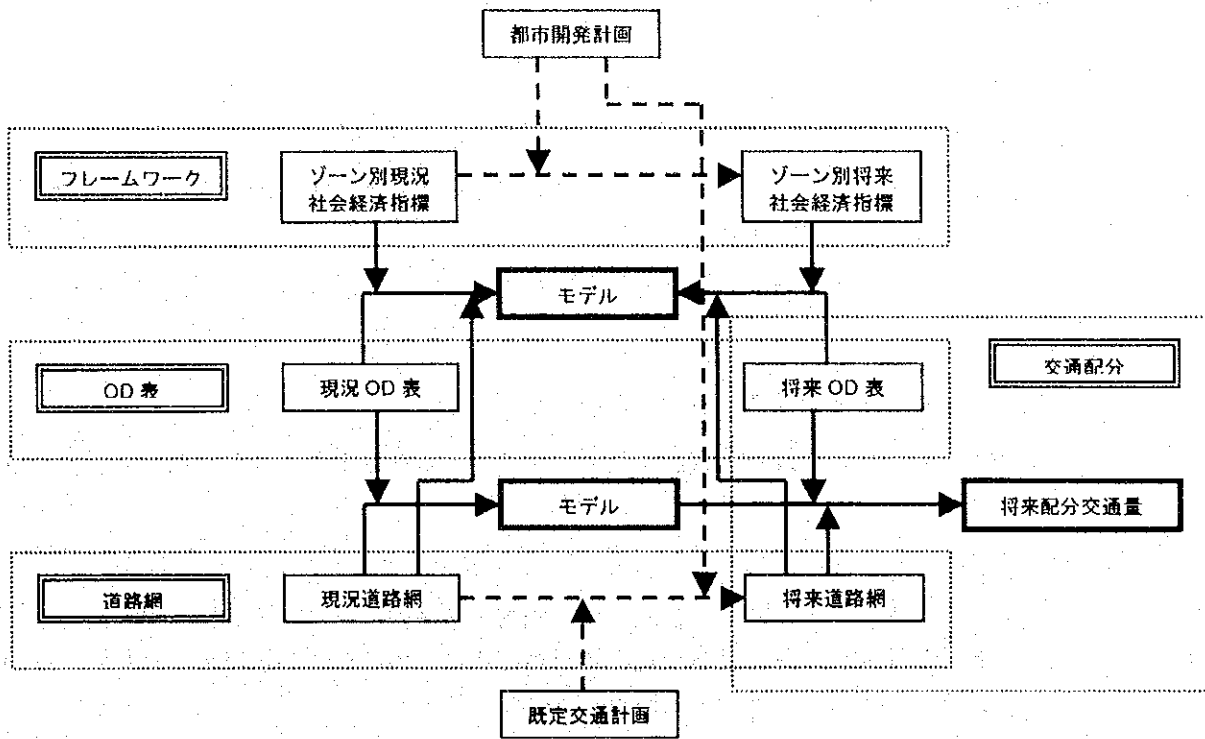 都市開発計画
フレームワーク
ゾーン別現況
社会経済指標
ゾーン別将来
社会経済指標
モデル
OD 表
現況 OD 表
将来 OD 表
交通配分
モデル
将来配分交通量
道路網
現況道路網
将来道路網
既定交通計画